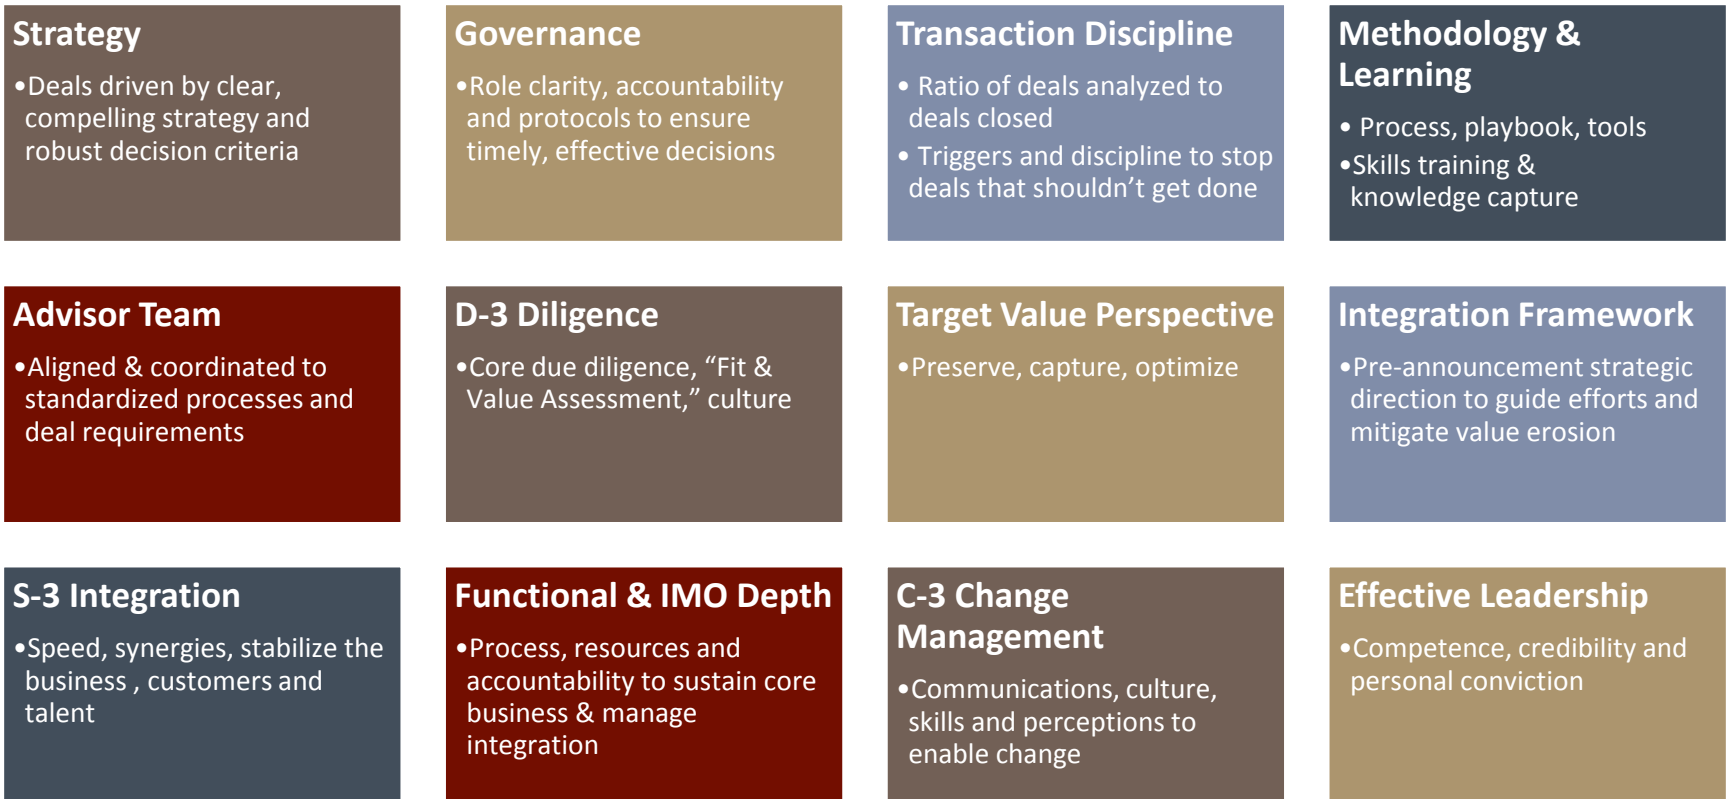 Strategy
•Deals driven by clear,
compelling strategy and
robust decision criteria
Governance
•Role clarity, accountability
and protocols to ensure
timely, effective decisions
Transaction Discipline
• Ratio of deals analyzed to
deals closed
• Triggers and discipline to stop
deals that shouldn’t get done
Methodology &
Learning
• Process, playbook, tools
•Skills training &
knowledge capture
Advisor Team
•Aligned & coordinated to
standardized processes and
deal requirements
D-3 Diligence
•Core due diligence, “Fit &
Value Assessment,” culture
Target Value Perspective
•Preserve, capture, optimize
Integration Framework
•Pre-announcement strategic
direction to guide efforts and
mitigate value erosion
S-3 Integration
•Speed, synergies, stabilize the
business , customers and
talent
Functional & IMO Depth
•Process, resources and
accountability to sustain core
business & manage
integration
C-3 Change
Management
•Communications, culture,
skills and perceptions to
enable change
Effective Leadership
•Competence, credibility and
personal conviction